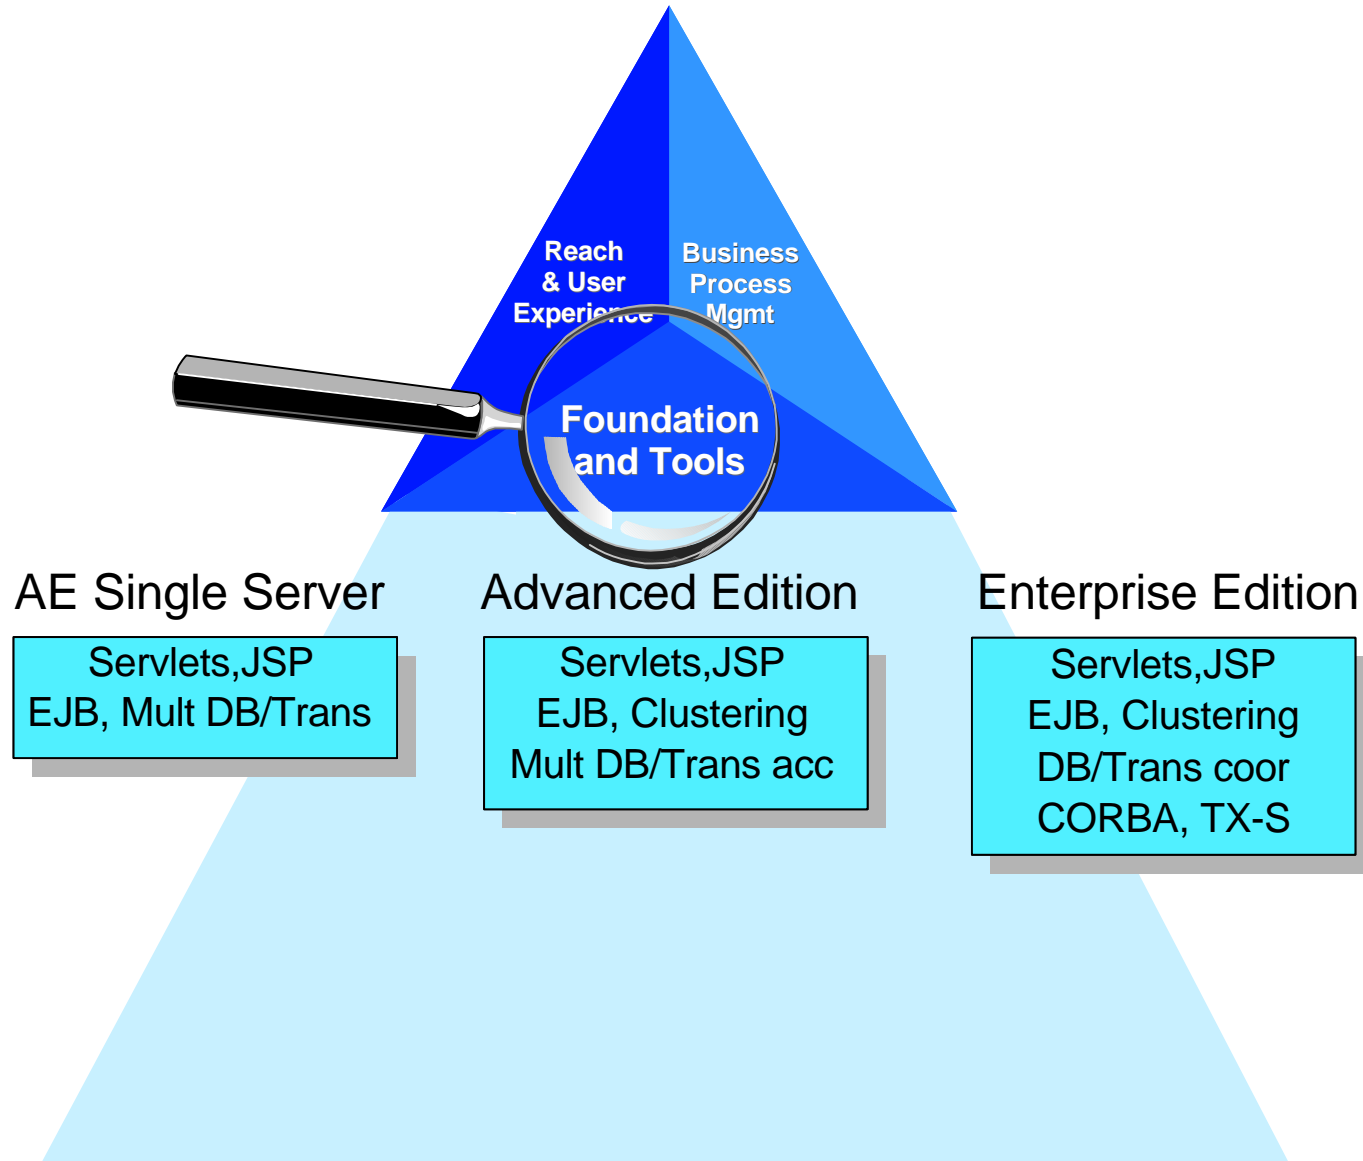 Reach
& User
Experience
Business
Process
Mgmt
Foundation
and Tools
AE Single Server
Servlets,JSP
EJB, Mult DB/Trans
Advanced Edition
Servlets,JSP
EJB, Clustering
Mult DB/Trans acc
Enterprise Edition
Servlets,JSP
EJB, Clustering
DB/Trans coor
CORBA, TX-S